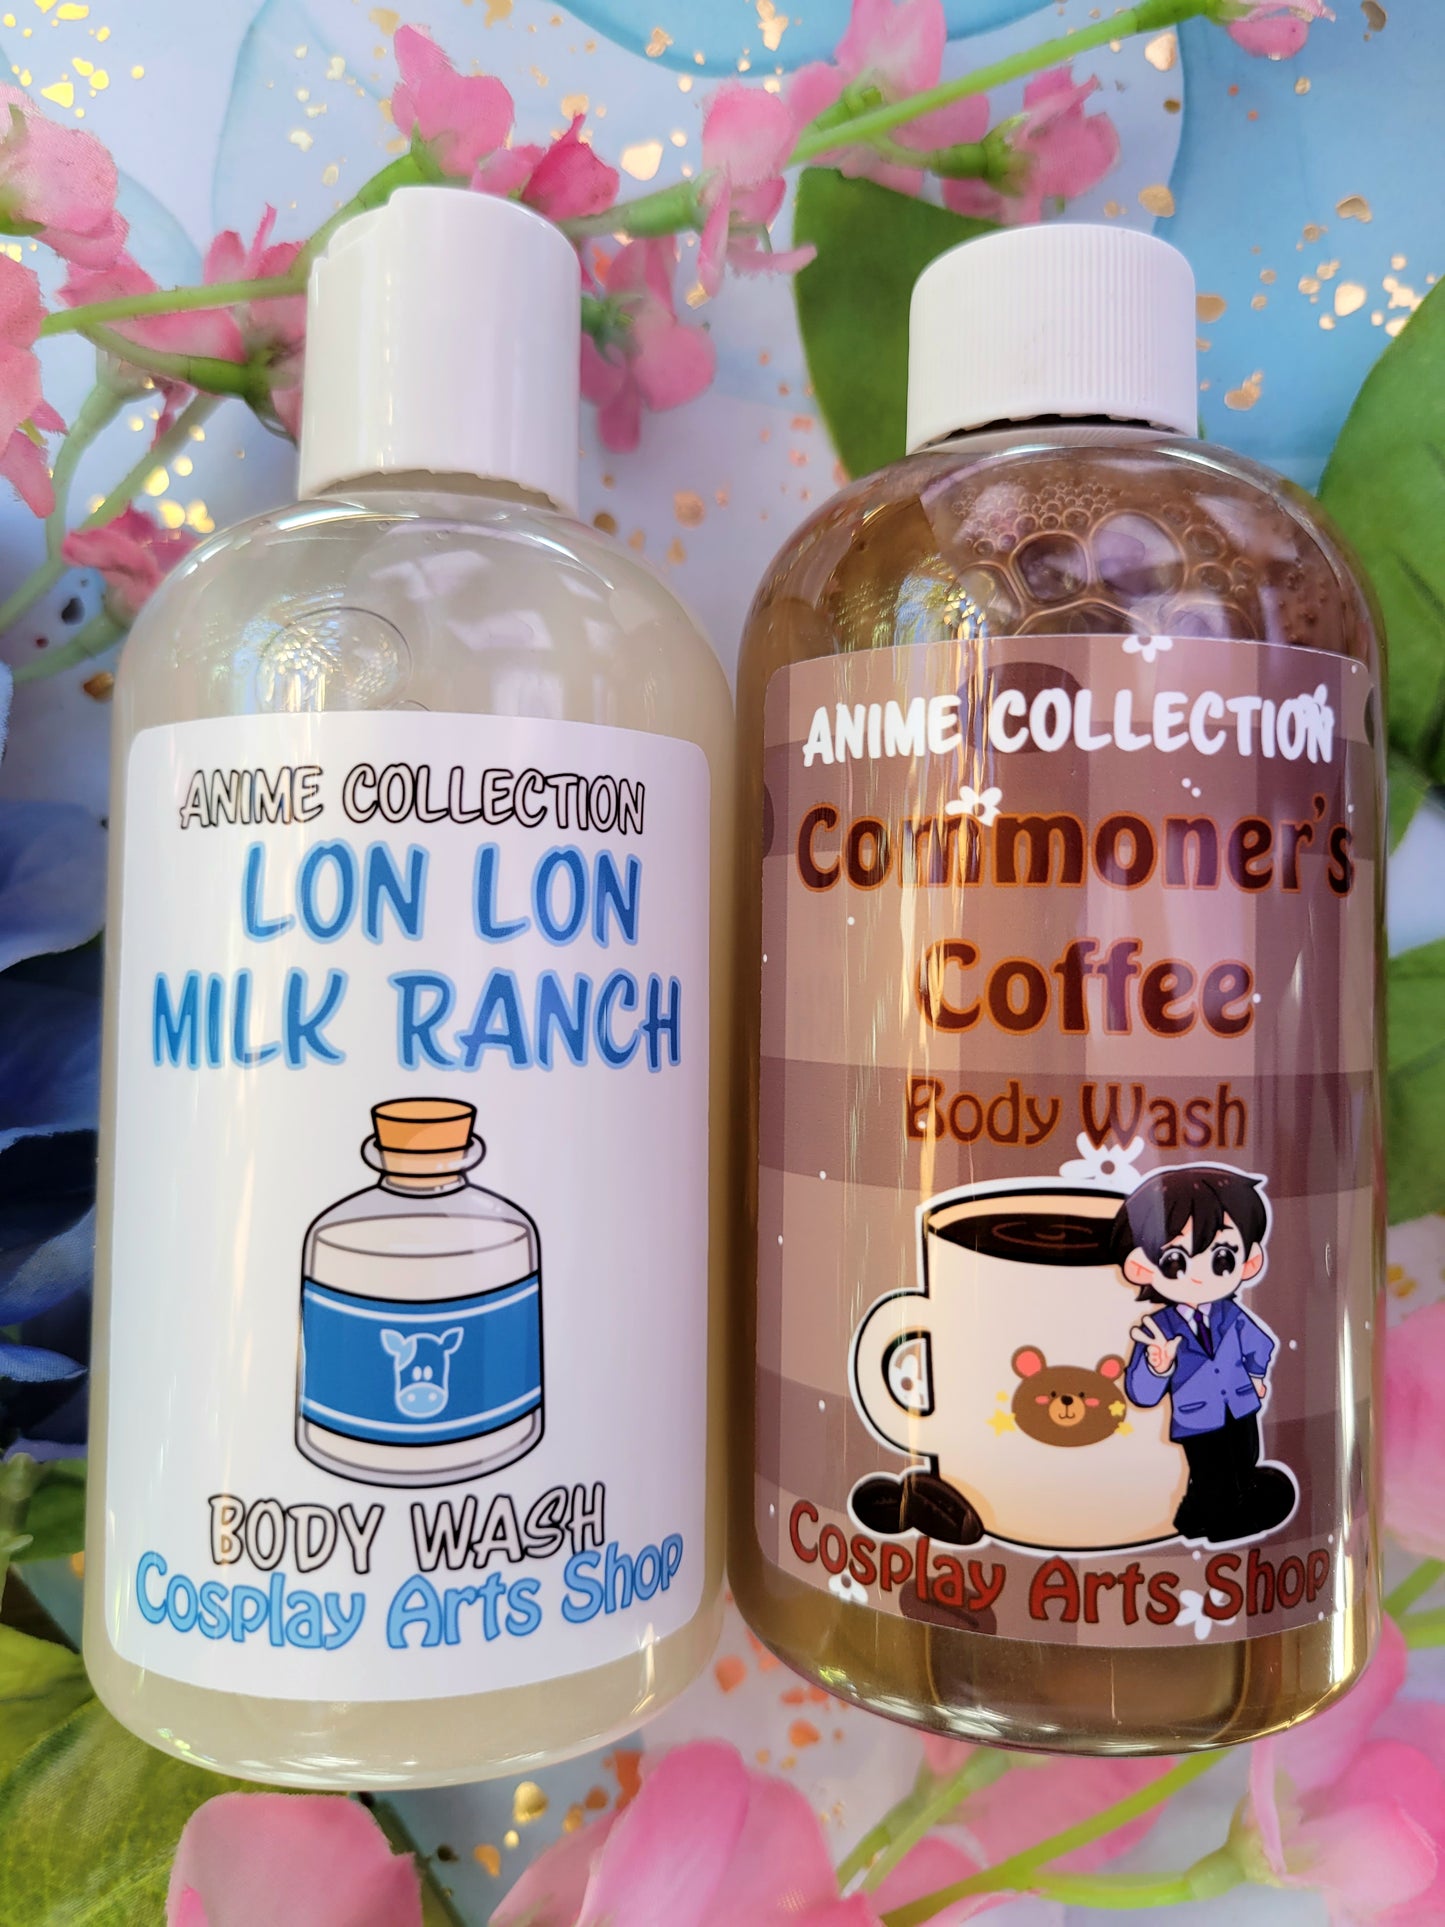 ANIME COLLECTION
LON LON
MILK RANCH
BODY WASH
Cosplay Arts Shop
ANIME COLLECTION
Commoner's
Coffee
Body Wash
Cosplay Arts Shop